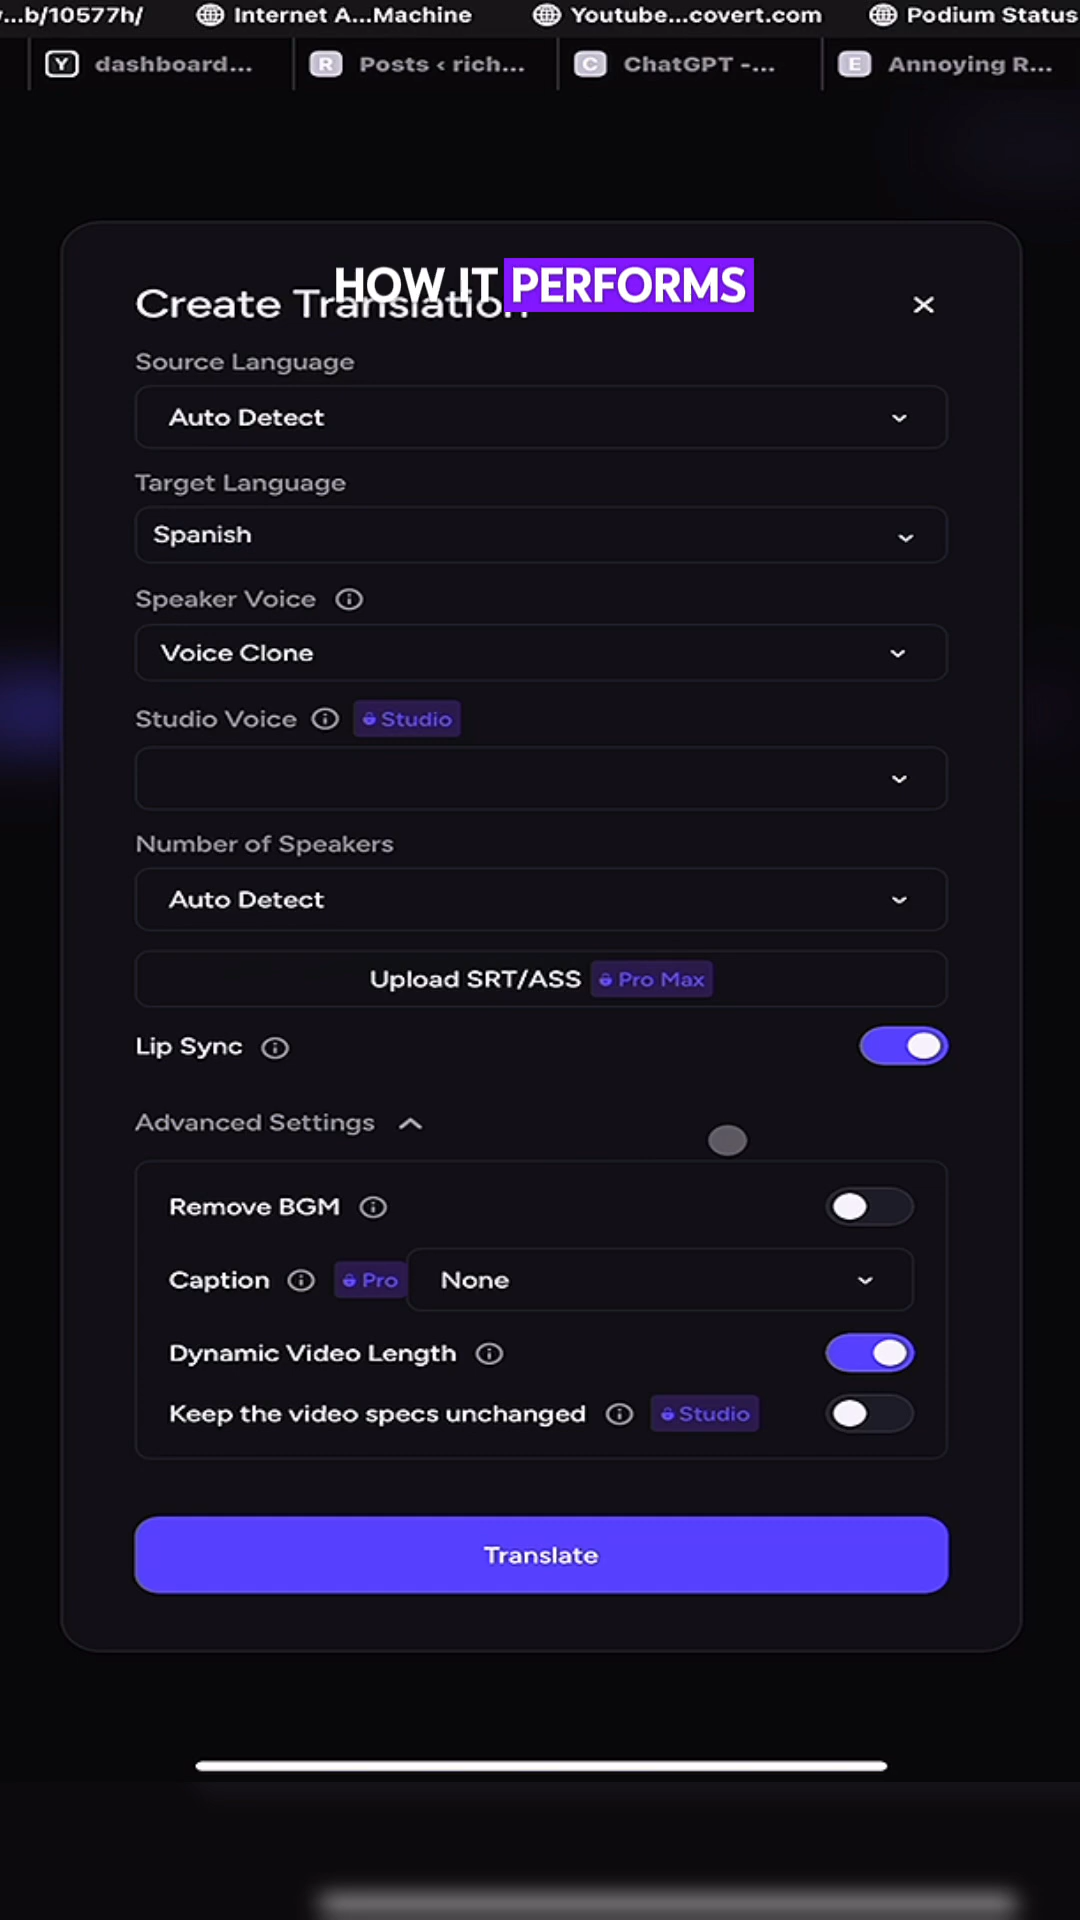 ...b/10577h/ Internet A...Machine Youtube...covert.com Podium Status
Y dashboard... R Posts ‹ rich... C ChatGPT -... E Annoying R...
HOW IT PERFORMS
Create Translation
Source Language
Auto Detect
Target Language
Spanish
Speaker Voice
Voice Clone
Studio Voice Studio
Number of Speakers
Auto Detect
Upload SRT/ASS Pro Max
Lip Sync
Advanced Settings
Remove BGM
Caption Pro None
Dynamic Video Length
Keep the video specs unchanged Studio
Translate